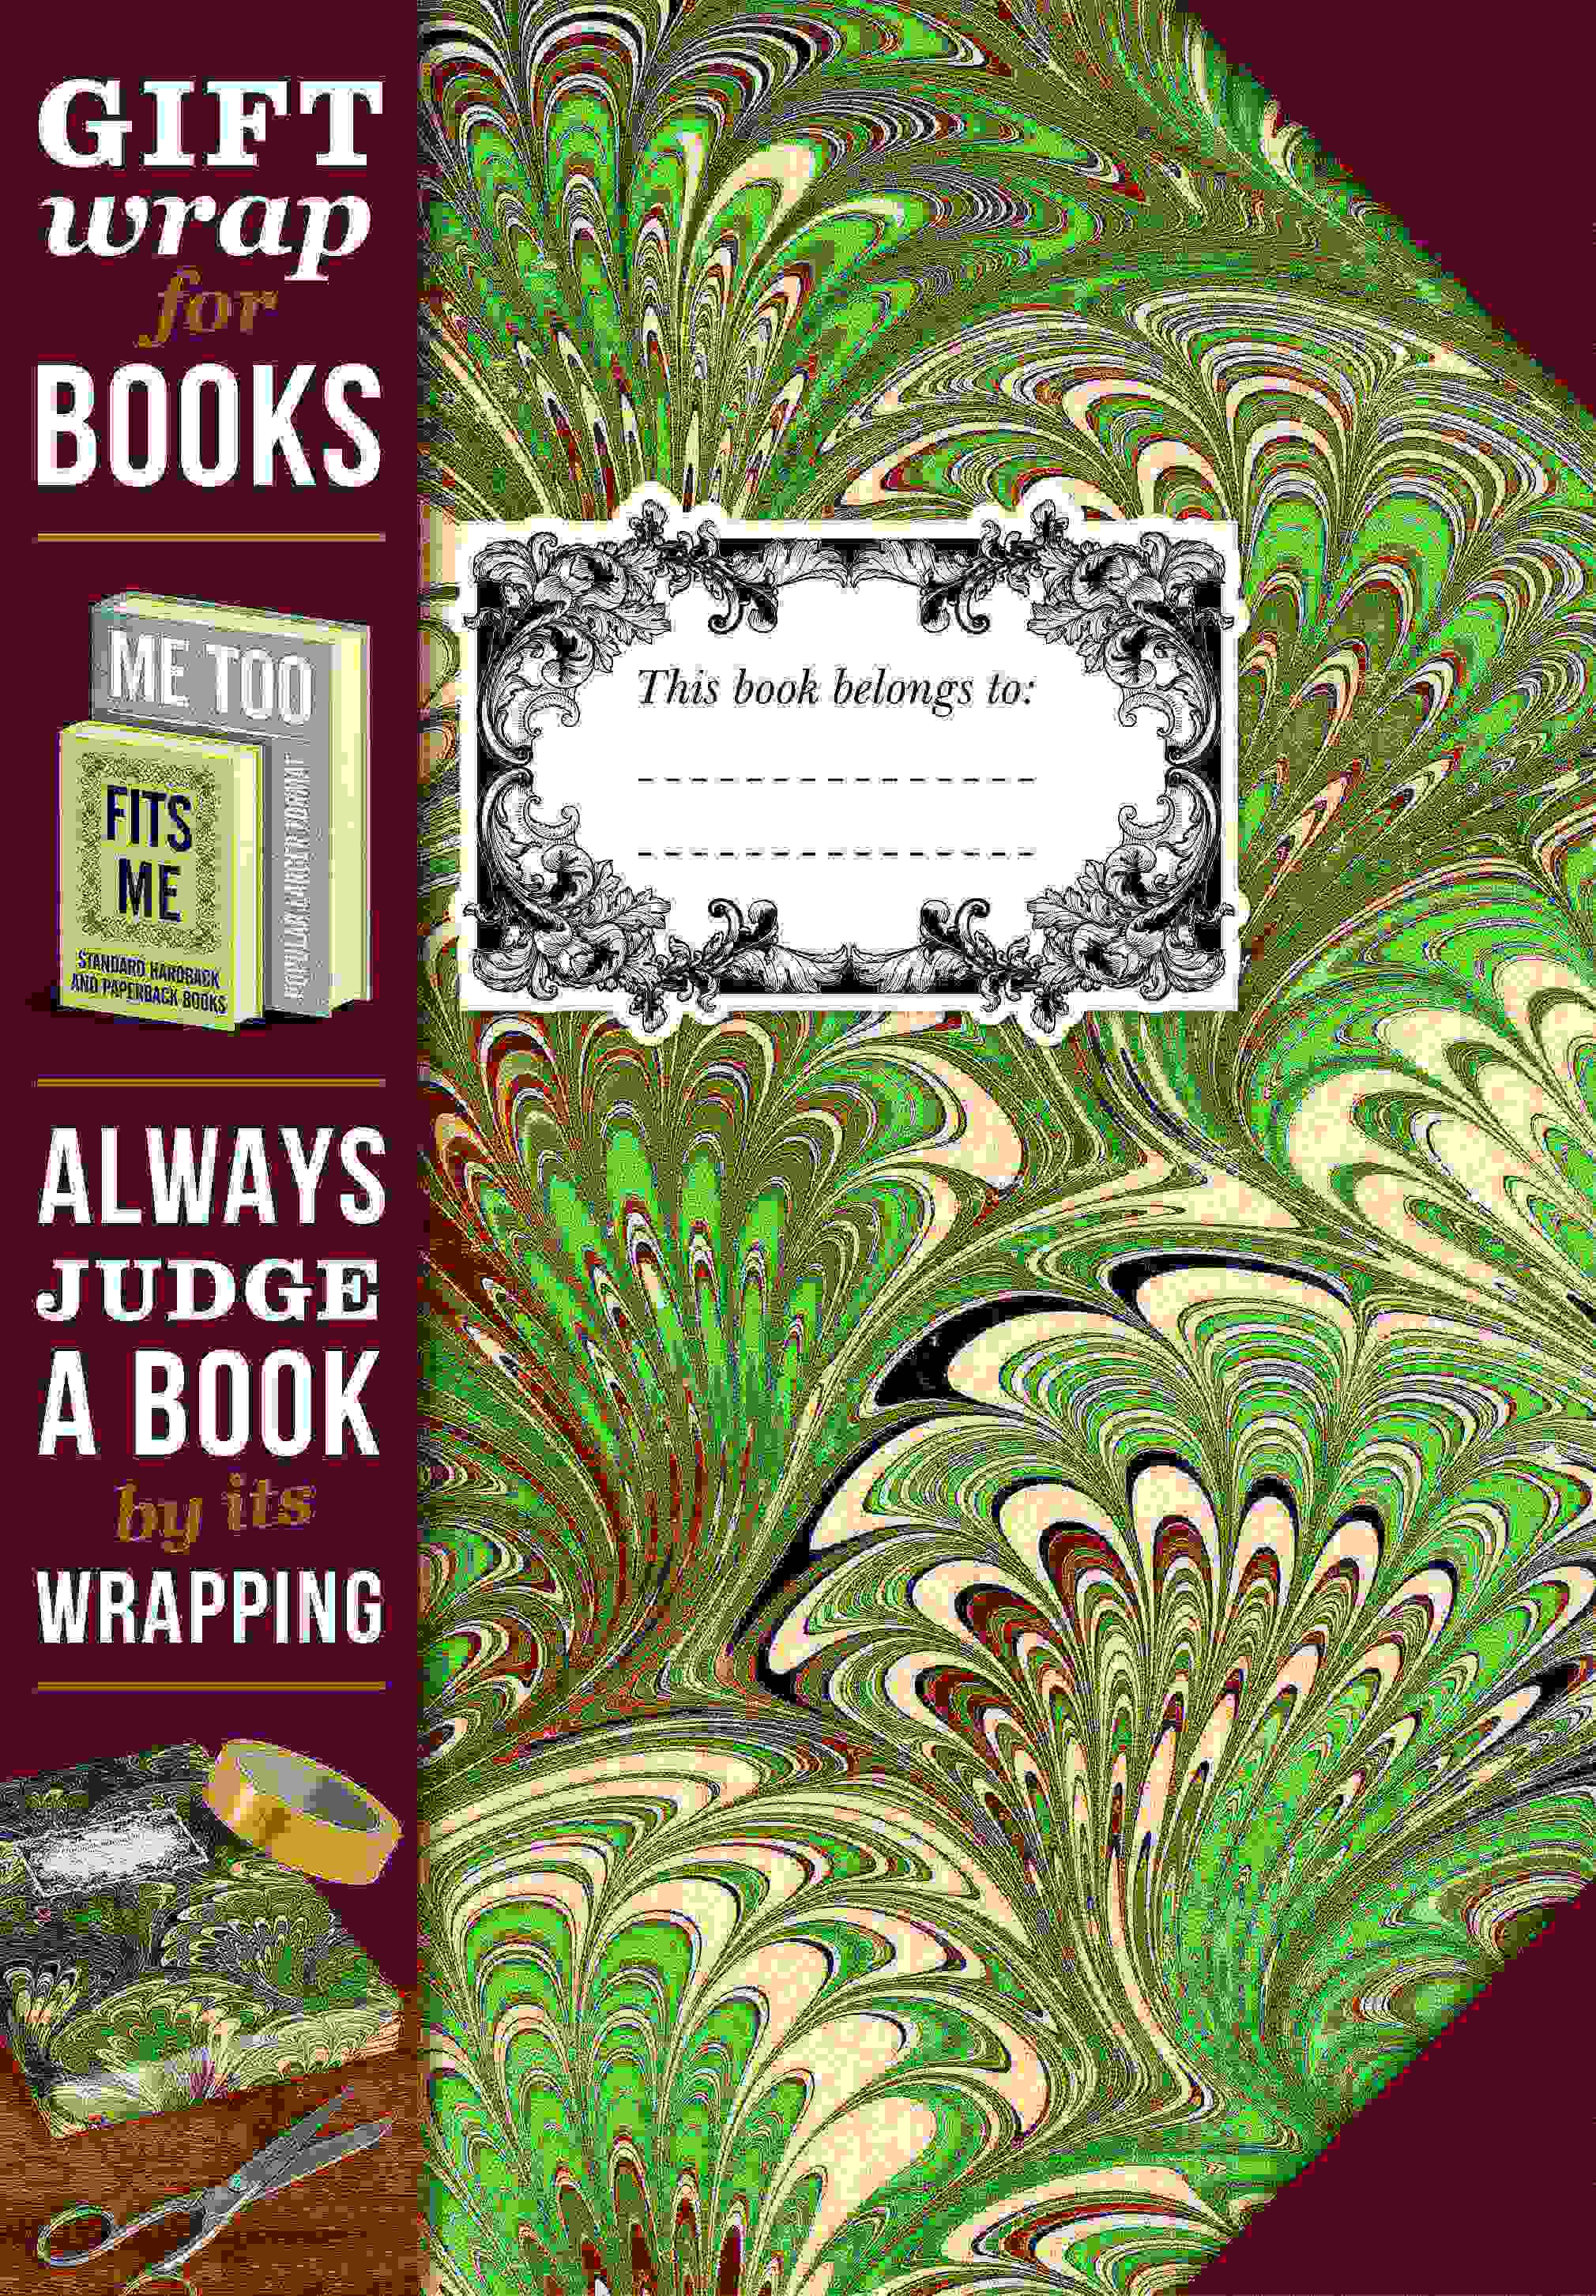 GIFT
wrap
for
BOOKS
ME TOO
POPULAR LARGER FORMAT
FITS
ME
STANDARD HARDBACK
AND PAPERBACK BOOKS
ALWAYS
JUDGE
A BOOK
by its
WRAPPING
This book belongs to: